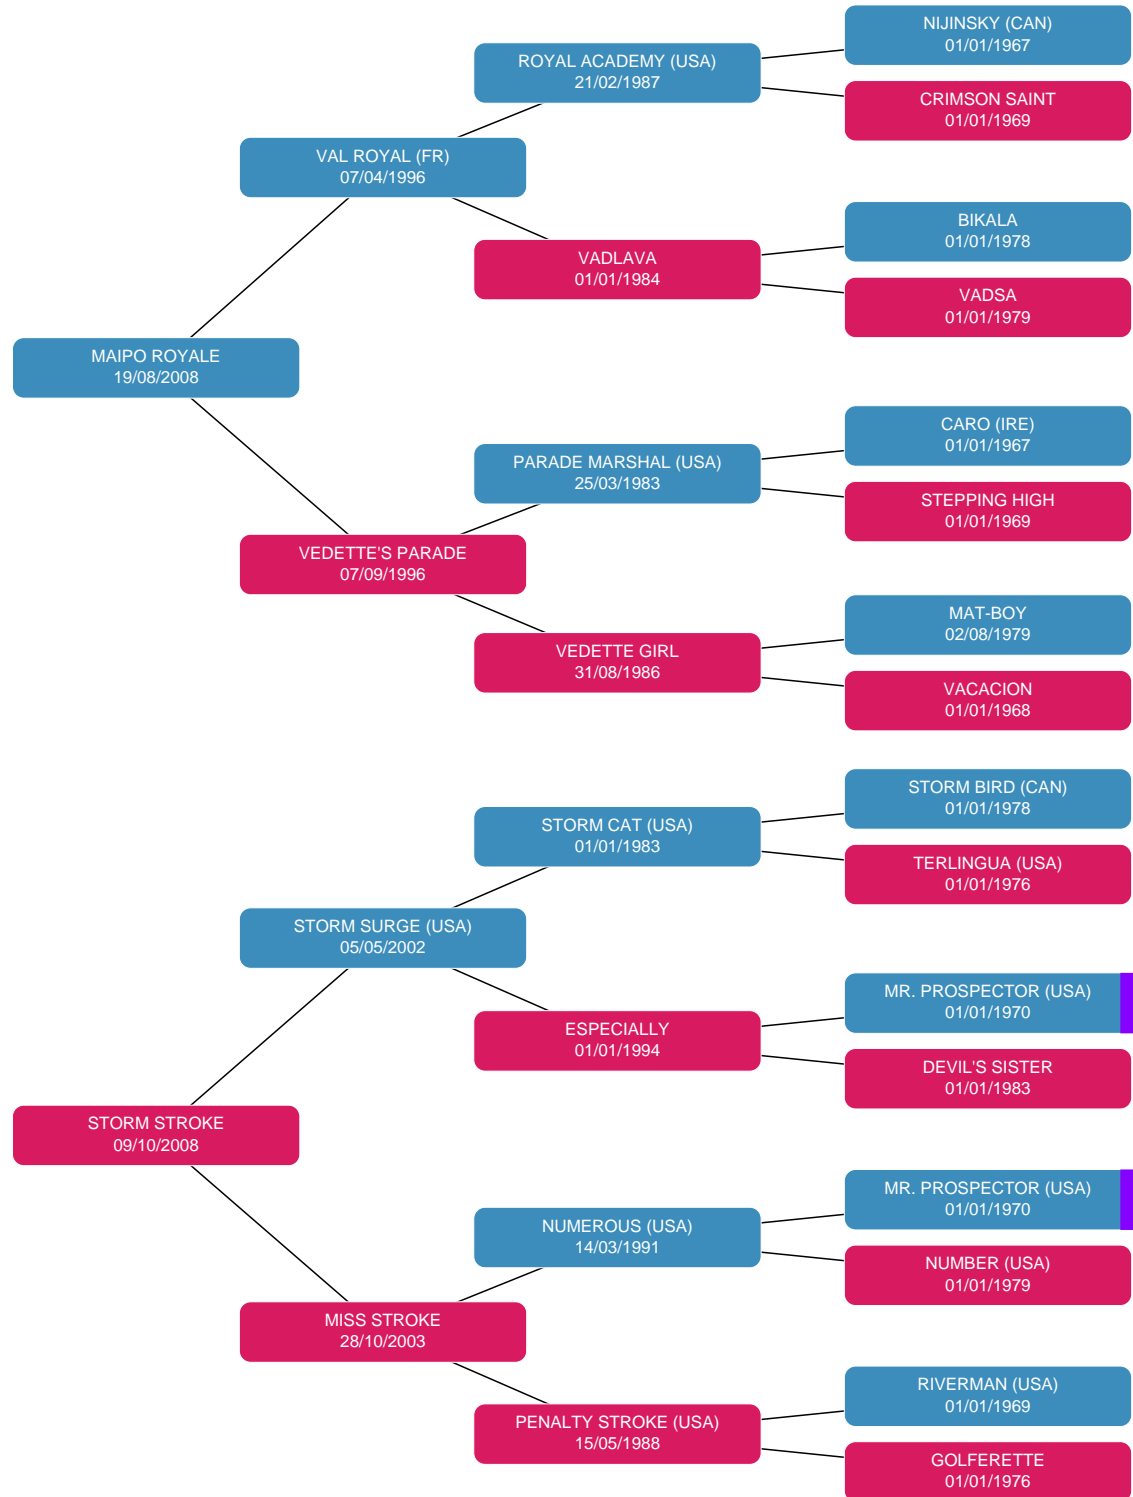 NIJINSKY (CAN)
01/01/1967
ROYAL ACADEMY (USA)
21/02/1987
CRIMSON SAINT
01/01/1969
VAL ROYAL (FR)
07/04/1996
BIKALA
01/01/1978
VADLAVA
01/01/1984
VADSA
01/01/1979
MAIPO ROYALE
19/08/2008
CARO (IRE)
01/01/1967
PARADE MARSHAL (USA)
25/03/1983
STEPPING HIGH
01/01/1969
VEDETTE'S PARADE
07/09/1996
MAT-BOY
02/08/1979
VEDETTE GIRL
31/08/1986
VACACION
01/01/1968
STORM BIRD (CAN)
01/01/1978
STORM CAT (USA)
01/01/1983
TERLINGUA (USA)
01/01/1976
STORM SURGE (USA)
05/05/2002
MR. PROSPECTOR (USA)
01/01/1970
ESPECIALLY
01/01/1994
DEVIL'S SISTER
01/01/1983
STORM STROKE
09/10/2008
MR. PROSPECTOR (USA)
01/01/1970
NUMEROUS (USA)
14/03/1991
NUMBER (USA)
01/01/1979
MISS STROKE
28/10/2003
RIVERMAN (USA)
01/01/1969
PENALTY STROKE (USA)
15/05/1988
GOLFERETTE
01/01/1976